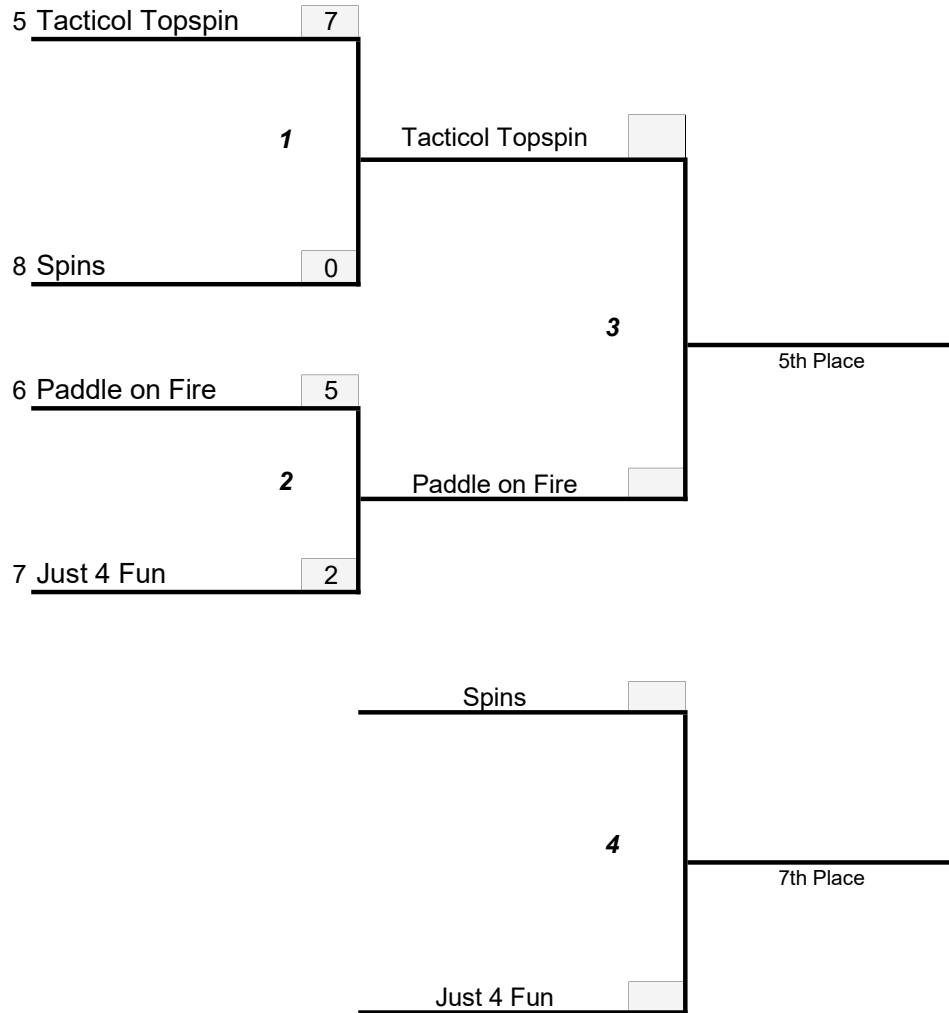 5 Tacticol Topspin 7
1
Tacticol Topspin
8 Spins 0
3
5th Place
6 Paddle on Fire 5
2
Paddle on Fire
7 Just 4 Fun 2
Spins
4
7th Place
Just 4 Fun